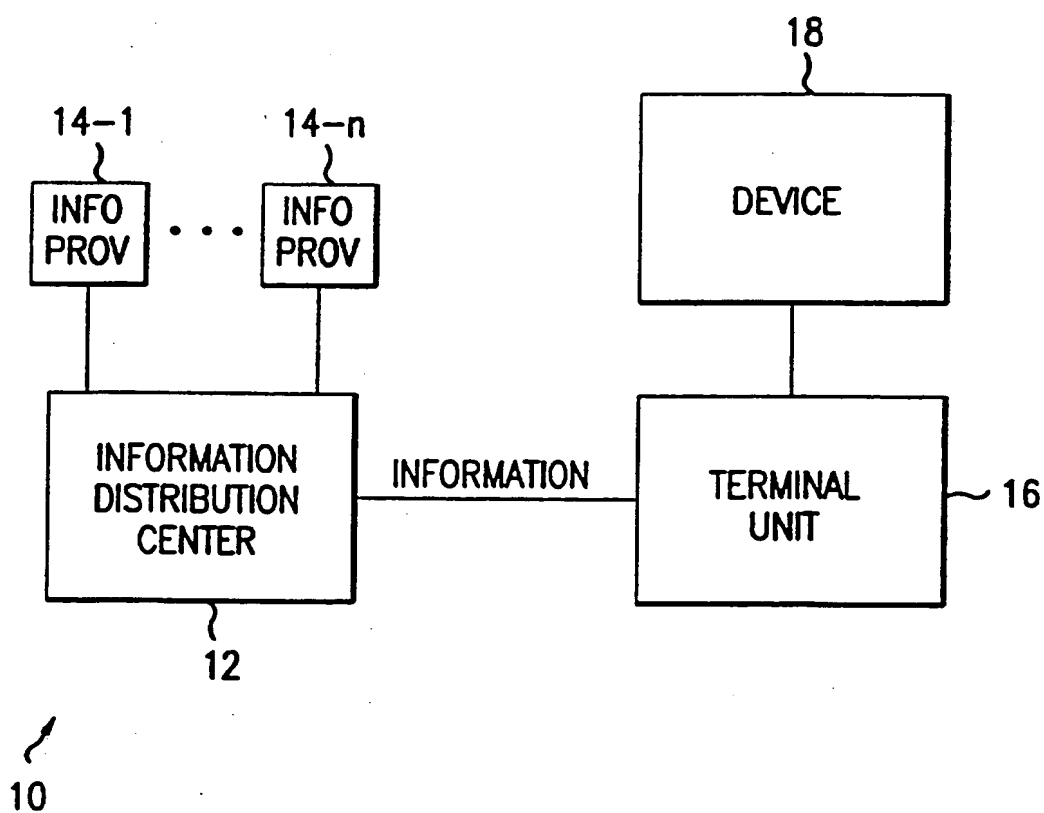 18
14-1
14-n
INFO
PROV
INFO
PROV
DEVICE
INFORMATION
DISTRIBUTION
CENTER
INFORMATION
TERMINAL
UNIT
16
12
10